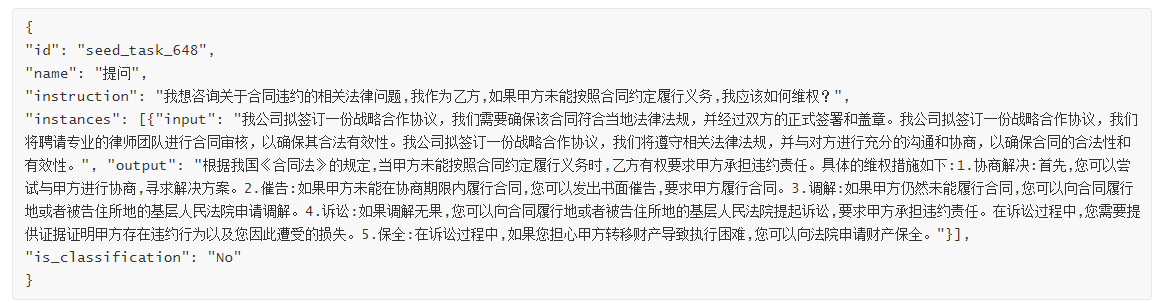 {
"id": "seed_task_648",
"name": "提问",
"instruction": "我想咨询关于合同违约的相关法律问题,我作为乙方,如果甲方未能按照合同约定履行义务,我应该如何维权？",
"instances": [{"input": "我公司拟签订一份战略合作协议，我们需要确保该合同符合当地法律法规，并经过双方的正式签署和盖章。我公司拟签订一份战略合作协议，我们
将聘请专业的律师团队进行合同审核，以确保其合法有效性。我公司拟签订一份战略合作协议，我们将遵守相关法律法规，并与对方进行充分的沟通和协商，以确保合同的合法性和
有效性。", "output": "根据我国《合同法》的规定,当甲方未能按照合同约定履行义务时,乙方有权要求甲方承担违约责任。具体的维权措施如下:1.协商解决:首先,您可以尝
试与甲方进行协商,寻求解决方案。2.催告:如果甲方未能在协商期限内履行合同,您可以发出书面催告,要求甲方履行合同。3.调解:如果甲方仍然未能履行合同,您可以向合同履行
地或者被告住所地的基层人民法院申请调解。4.诉讼:如果调解无果,您可以向合同履行地或者被告住所地的基层人民法院提起诉讼,要求甲方承担违约责任。在诉讼过程中,您需要提
供证据证明甲方存在违约行为以及您因此遭受的损失。5.保全:在诉讼过程中,如果您担心甲方转移财产导致执行困难,您可以向法院申请财产保全。"}],
"is_classification": "No"
}